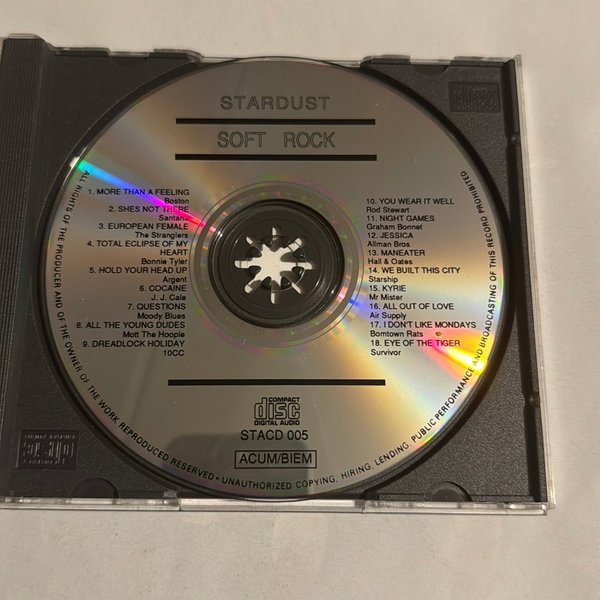 STARDUST
SOFT ROCK
1. MORE THAN A FEELING
Boston
2. SHES NOT THERE
Santana
3. EUROPEAN FEMALE
The Stranglers
4. TOTAL ECLIPSE OF MY
HEART
Bonnie Tyler
5. HOLD YOUR HEAD UP
Argent
6. COCAINE
J. J. Cale
7. QUESTIONS
Moody Blues
8. ALL THE YOUNG DUDES
Mott The Hoople
9. DREADLOCK HOLIDAY
10CC
10. YOU WEAR IT WELL
Rod Stewart
11. NIGHT GAMES
Graham Bonnet
12. JESSICA
Allman Bros
13. MANEATER
Hall & Oates
14. WE BUILT THIS CITY
Starship
15. KYRIE
Mr Mister
16. ALL OUT OF LOVE
Air Supply
17. I DON'T LIKE MONDAYS
Bomtown Rats
18. EYE OF THE TIGER
Survivor
COMPACT
disc
DIGITAL AUDIO
STACD 005
ACUM/BIEM
ALL RIGHTS OF THE PRODUCER AND OF THE OWNER OF THE WORK REPRODUCED RESERVED • UNAUTHORIZED COPYING, HIRING, LENDING, PUBLIC PERFORMANCE AND BROADCASTING OF THIS RECORD PROHIBITED